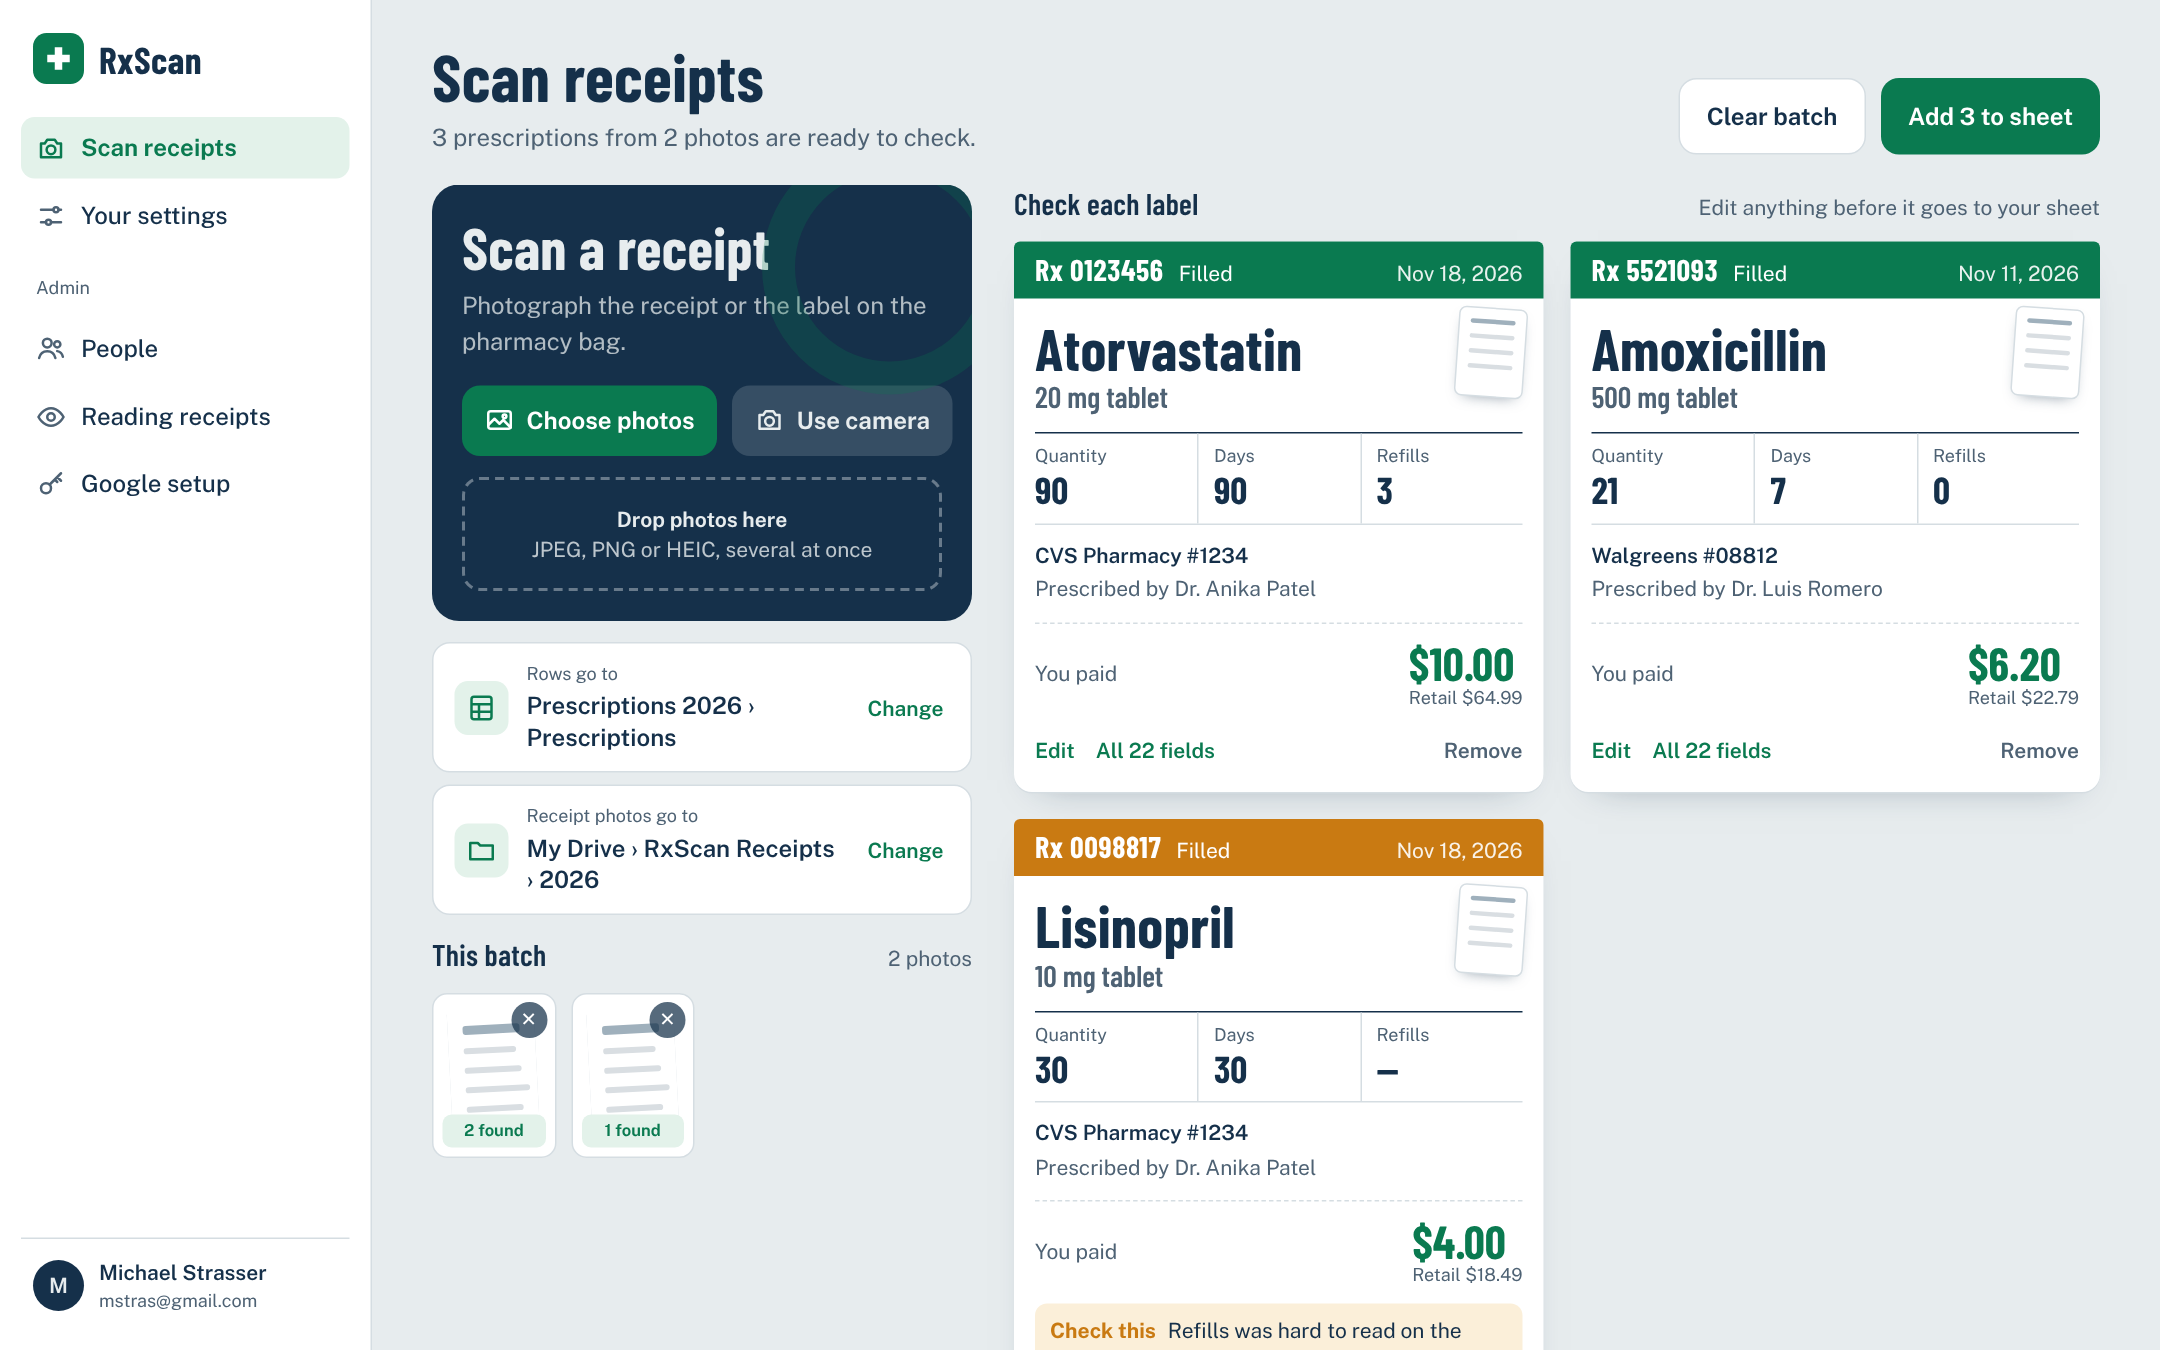 RxScan
Scan receipts
Your settings
Admin
People
Reading receipts
Google setup
M
Michael Strasser
mstras@gmail.com
Scan receipts
3 prescriptions from 2 photos are ready to check.
Clear batch
Add 3 to sheet
Scan a receipt
Photograph the receipt or the label on the
pharmacy bag.
Choose photos
Use camera
Drop photos here
JPEG, PNG or HEIC, several at once
Rows go to
Prescriptions 2026 ›
Prescriptions
Change
Receipt photos go to
My Drive › RxScan Receipts
› 2026
Change
This batch
2 photos
2 found
1 found
Check each label
Edit anything before it goes to your sheet
Rx 0123456 Filled Nov 18, 2026
Atorvastatin
20 mg tablet
Quantity Days Refills
90 90 3
CVS Pharmacy #1234
Prescribed by Dr. Anika Patel
You paid $10.00
Retail $64.99
Edit All 22 fields Remove
Rx 5521093 Filled Nov 11, 2026
Amoxicillin
500 mg tablet
Quantity Days Refills
21 7 0
Walgreens #08812
Prescribed by Dr. Luis Romero
You paid $6.20
Retail $22.79
Edit All 22 fields Remove
Rx 0098817 Filled Nov 18, 2026
Lisinopril
10 mg tablet
Quantity Days Refills
30 30 –
CVS Pharmacy #1234
Prescribed by Dr. Anika Patel
You paid $4.00
Retail $18.49
Check this Refills was hard to read on the